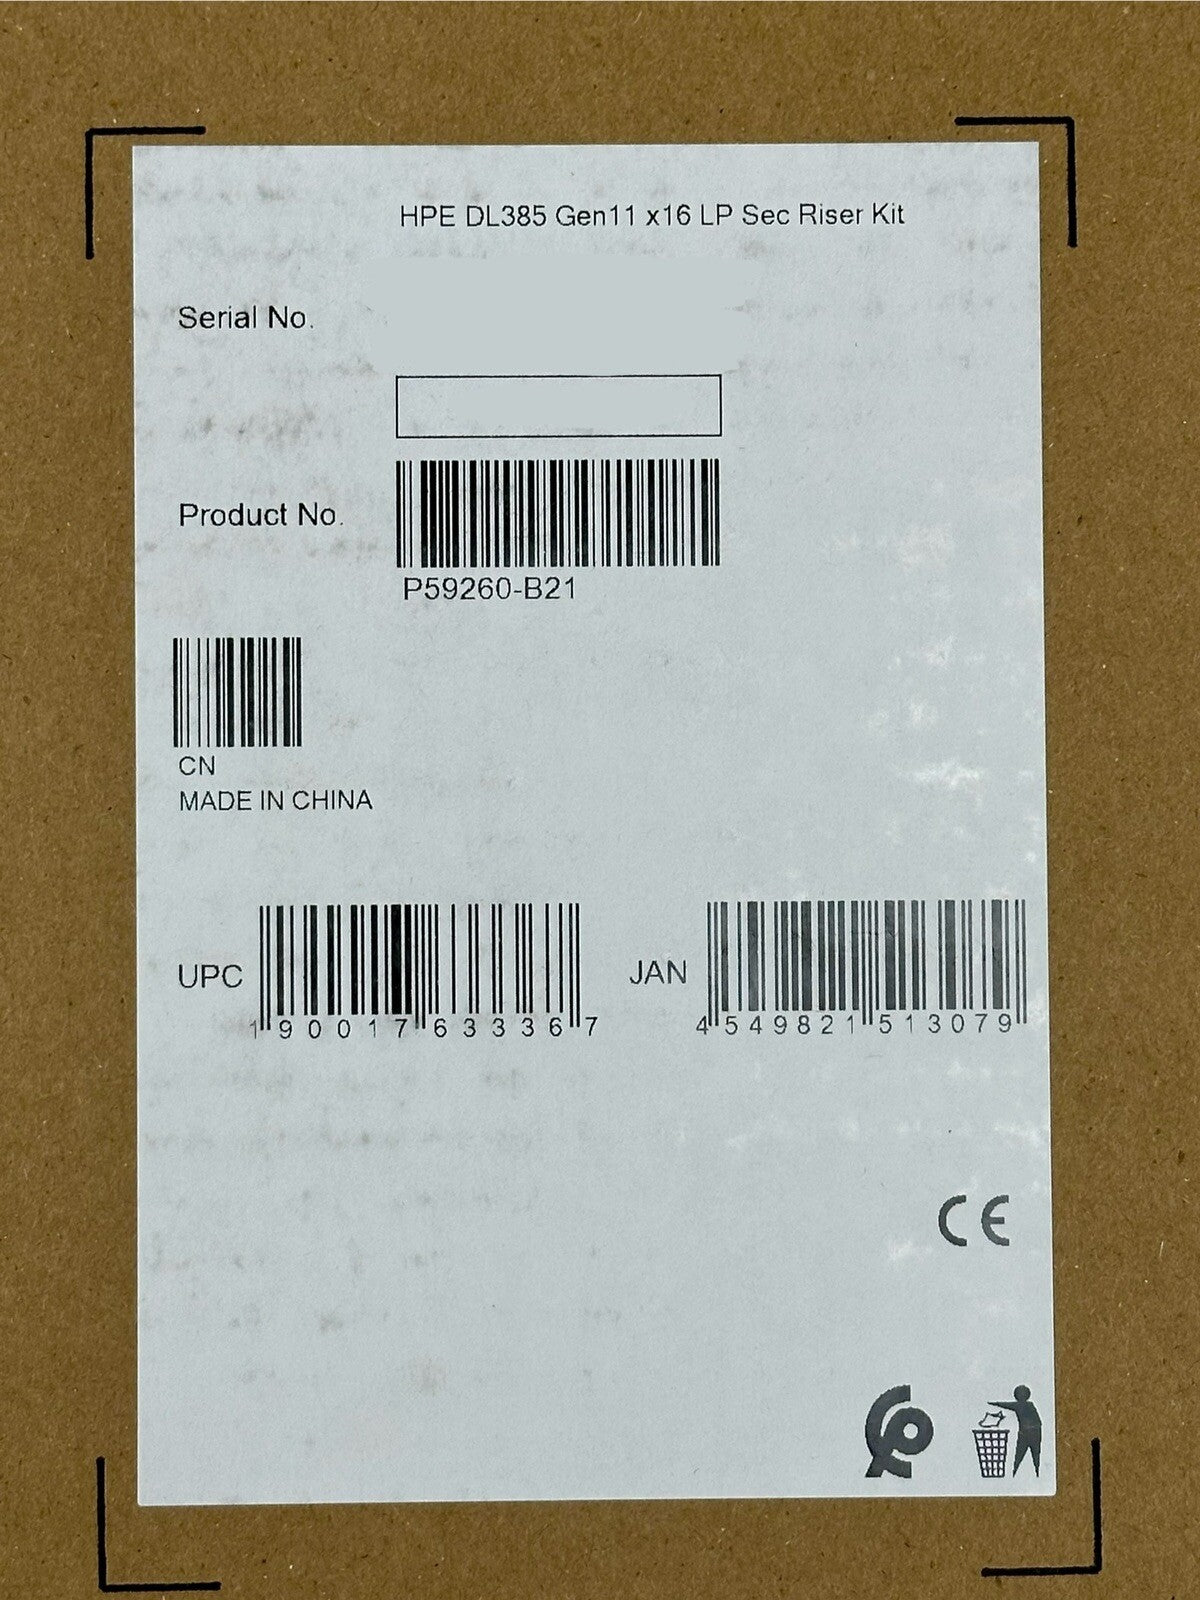 HPE DL385 Gen11 x16 LP Sec Riser Kit
Serial No.
Product No.
P59260-B21
CN
MADE IN CHINA
UPC
1 90017 63336 7
JAN
4 549821 513079
CE